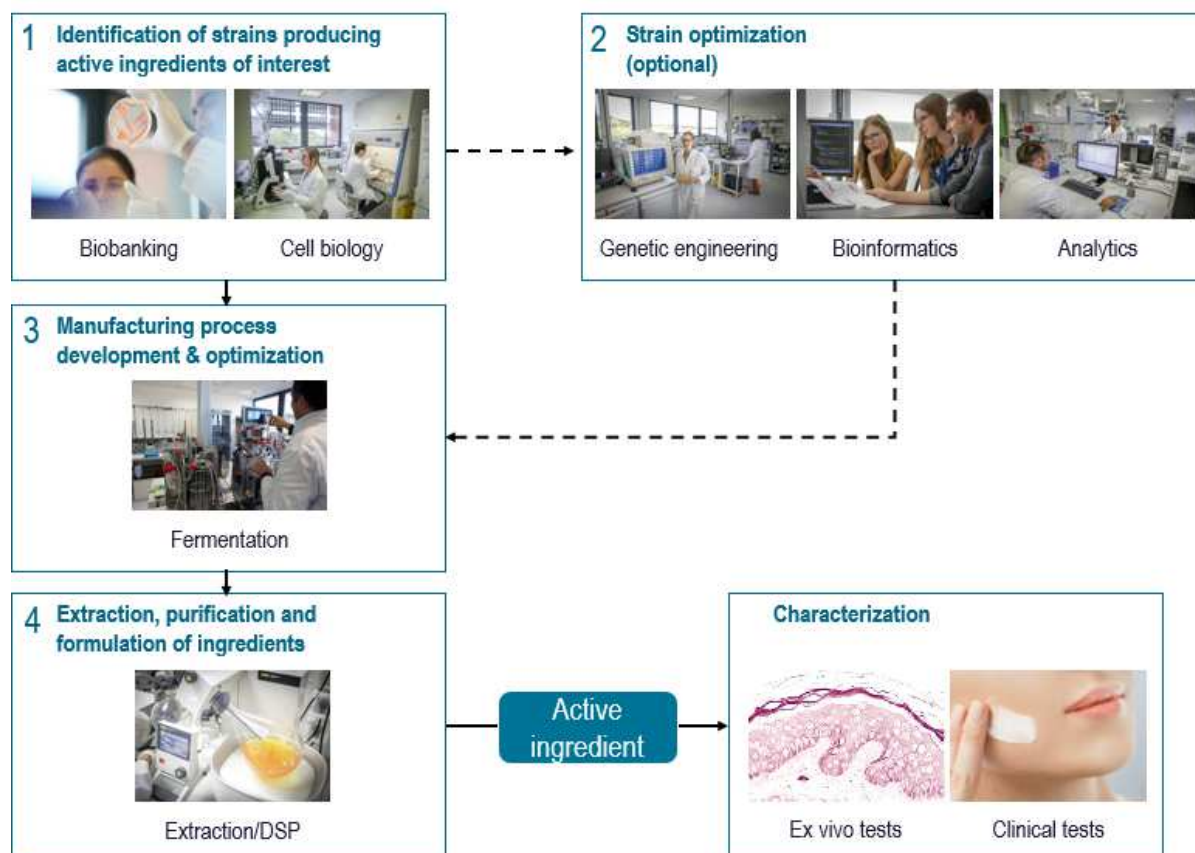 1 Identification of strains producing
active ingredients of interest
Biobanking
Cell biology
2 Strain optimization
(optional)
Genetic engineering
Bioinformatics
Analytics
3 Manufacturing process
development & optimization
Fermentation
4 Extraction, purification and
formulation of ingredients
Extraction/DSP
Active
ingredient
Characterization
Ex vivo tests
Clinical tests